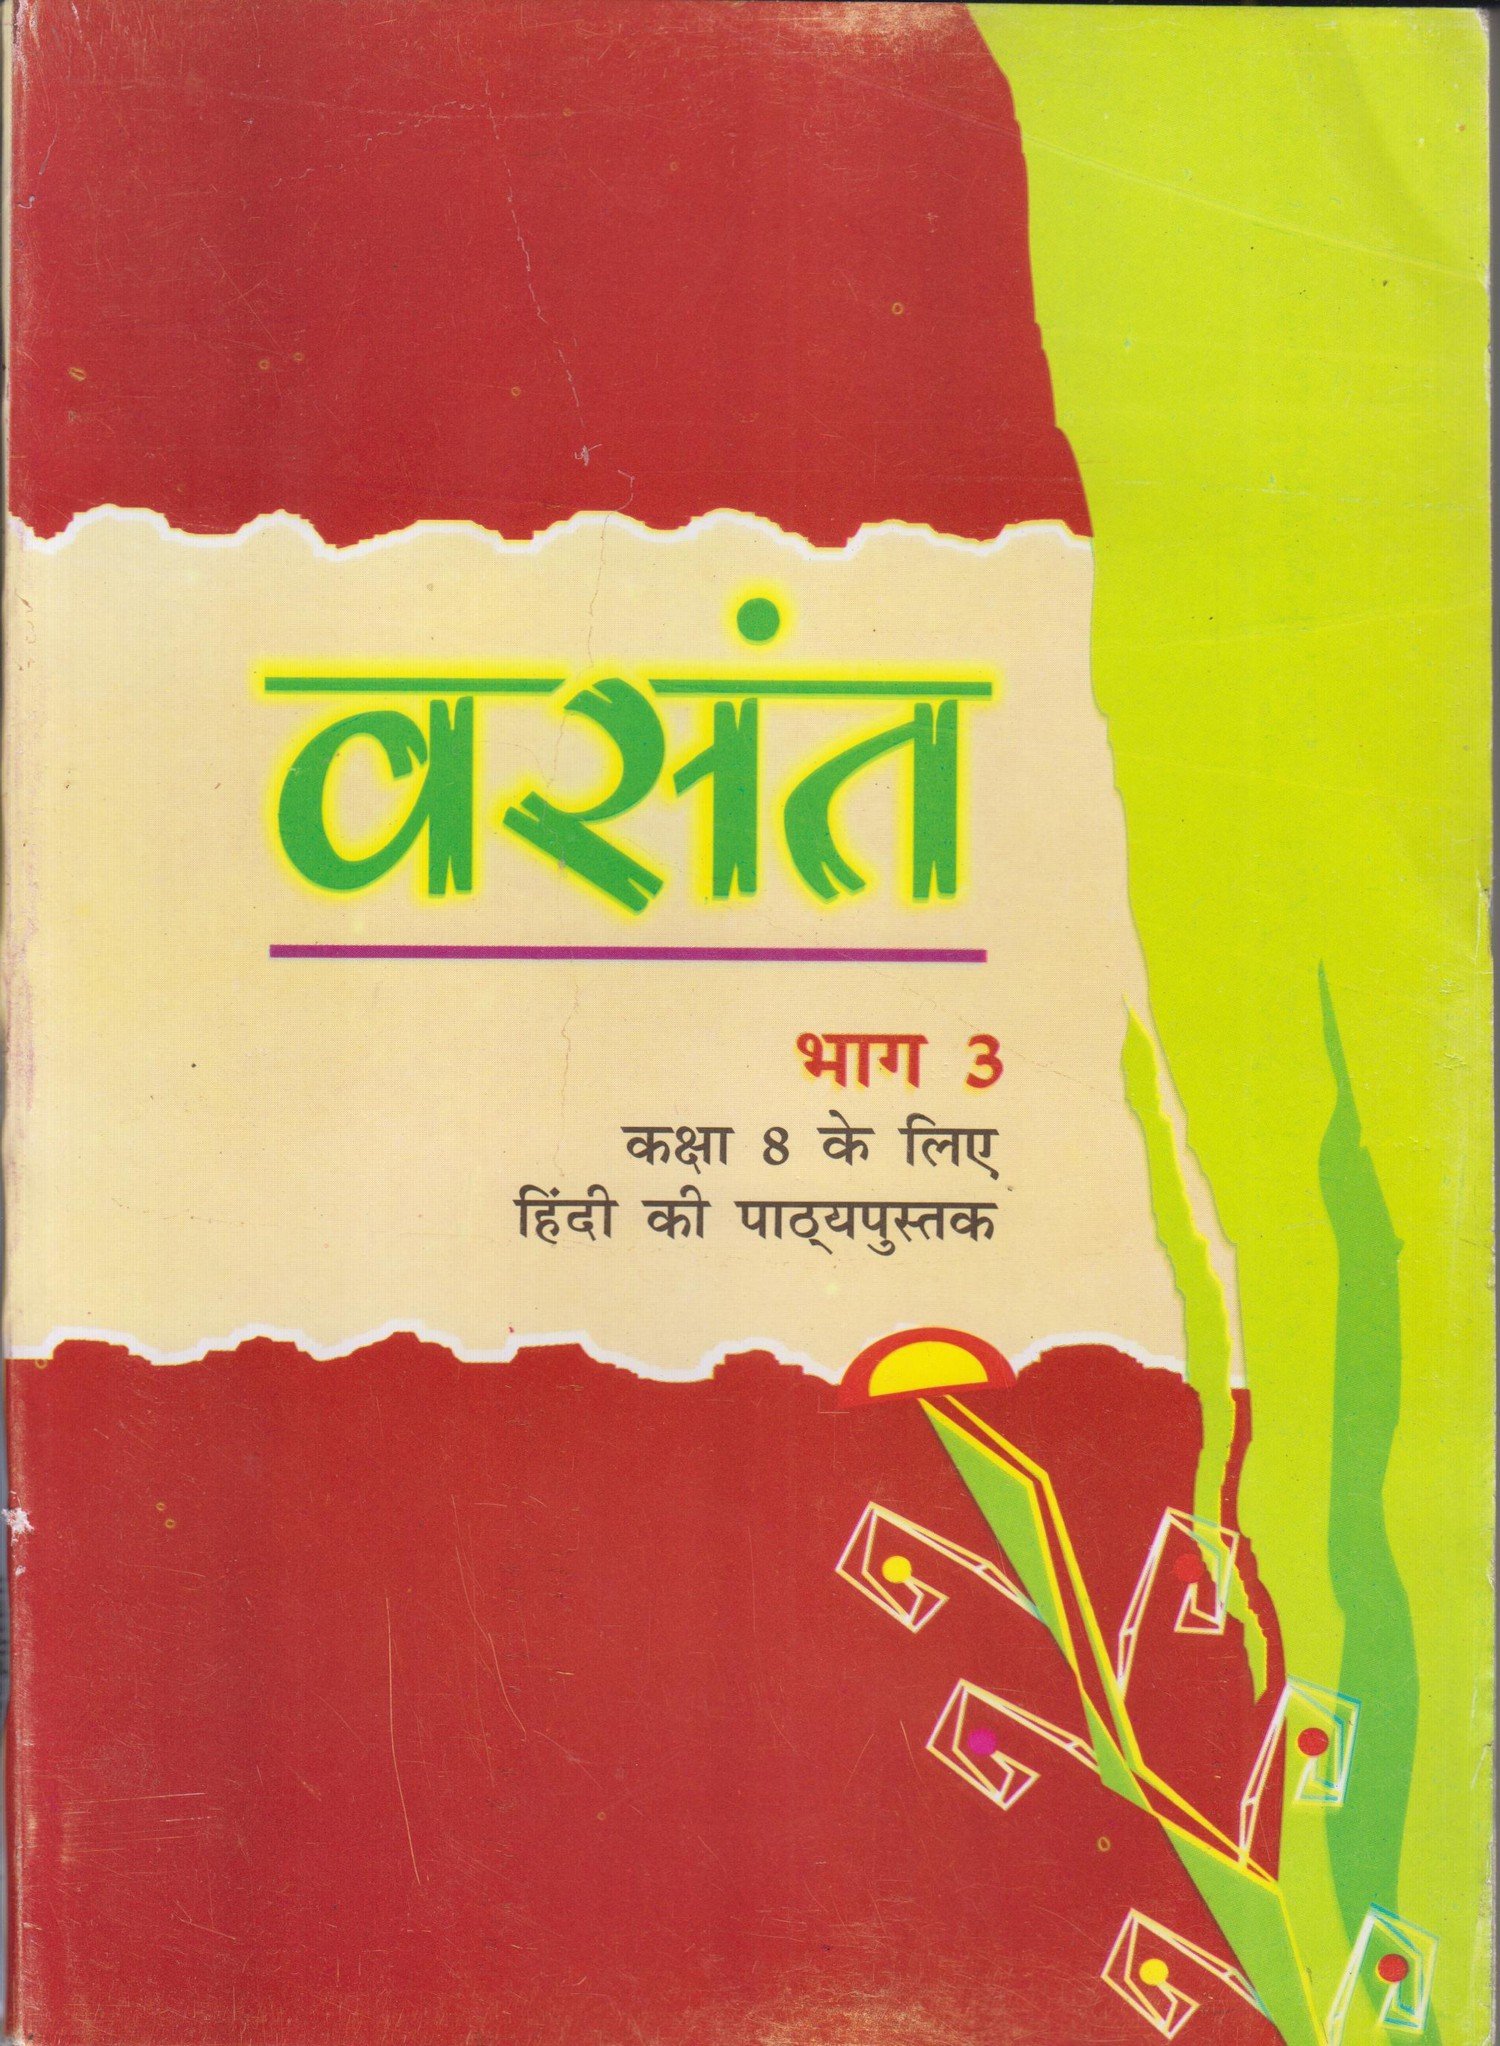 वसंत
भाग 3
कक्षा 8 के लिए
हिंदी की पाठ्यपुस्तक